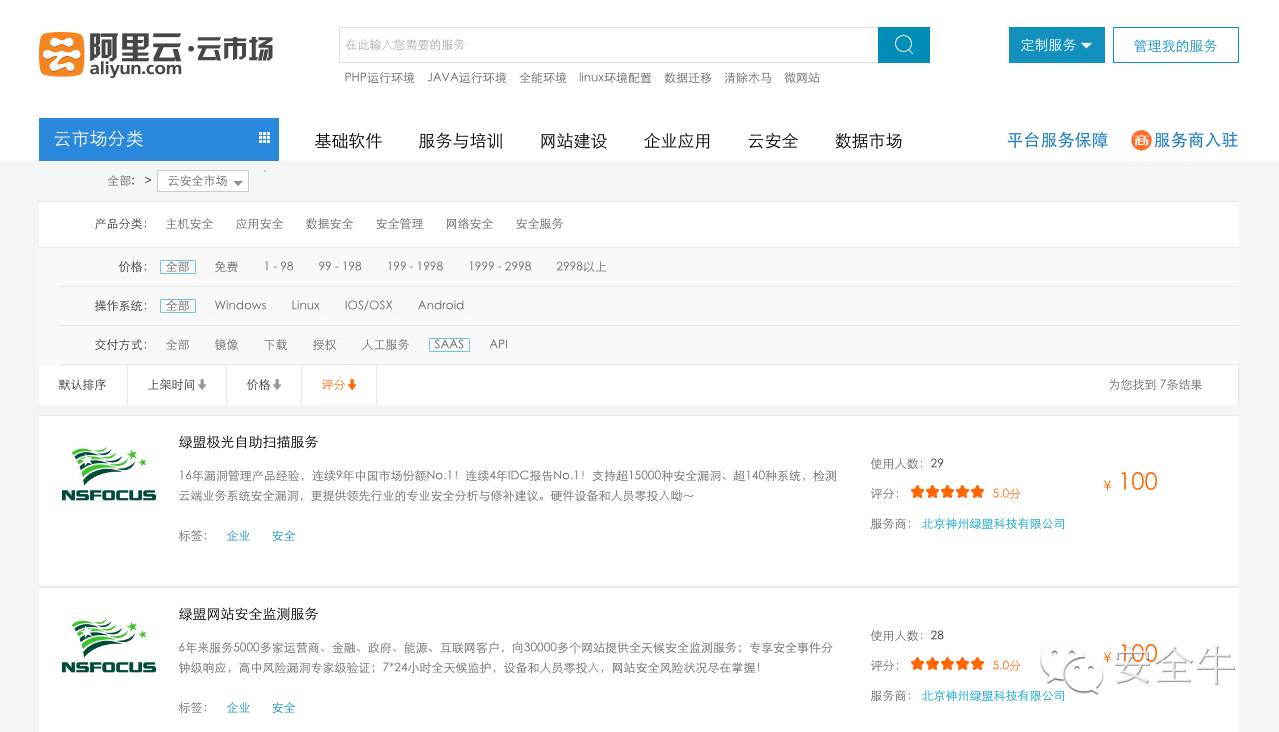 阿里云·云市场
aliyun.com
在此输入您需要的服务
定制服务
管理我的服务
PHP运行环境 JAVA运行环境 全能环境 linux环境配置 数据迁移 清除木马 微网站
云市场分类 基础软件 服务与培训 网站建设 企业应用 云安全 数据市场 平台服务保障 商 服务商入驻
全部: > 云安全市场
产品分类: 主机安全 应用安全 数据安全 安全管理 网络安全 安全服务
价格: 全部 免费 1 - 98 99 - 198 199 - 1998 1999 - 2998 2998以上
操作系统: 全部 Windows Linux IOS/OSX Android
交付方式: 全部 镜像 下载 授权 人工服务 SAAS API
默认排序 上架时间 价格 评分 为您找到 7条结果
绿盟极光自助扫描服务
NSFOCUS
16年漏洞管理产品经验，连续9年中国市场份额No.1！连续4年IDC报告No.1！支持超15000种安全漏洞、超140种系统，检测
云端业务系统安全漏洞，更提供领先行业的专业安全分析与修补建议。硬件设备和人员零投入呦～
标签： 企业 安全
使用人数: 29
评分: 5.0分
服务商: 北京神州绿盟科技有限公司
¥ 100
绿盟网站安全监测服务
NSFOCUS
6年来服务5000多家运营商、金融、政府、能源、互联网客户，向30000多个网站提供全天候安全监测服务；专享安全事件分
钟级响应，高中风险漏洞专家级验证；7*24小时全天候监护，设备和人员零投入，网站安全风险状况尽在掌握！
标签： 企业 安全
使用人数: 28
评分: 5.0分
服务商: 北京神州绿盟科技有限公司
¥ 100
安全牛